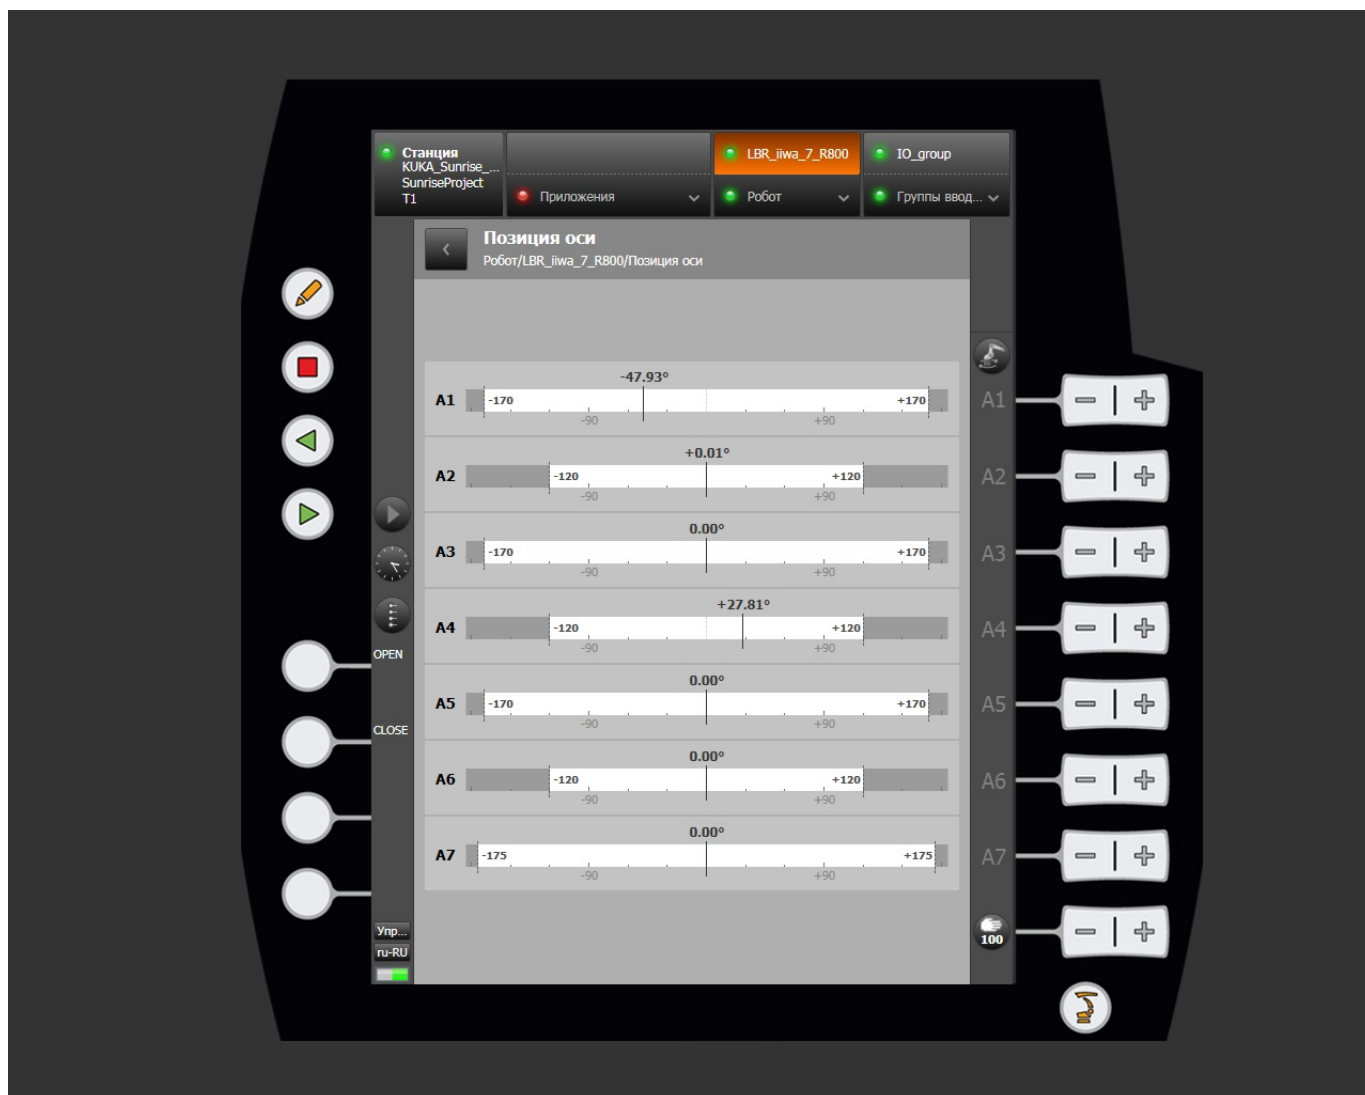 Станция
KUKA_Sunrise_...
SunriseProject
T1
Приложения
LBR_iiwa_7_R800
Робот
IO_group
Группы ввод...
Позиция оси
Робот/LBR_iiwa_7_R800/Позиция оси
-47.93°
A1 -170 +170 A1
-90 +90
+0.01°
A2 -120 +120 A2
-90 +90
0.00°
A3 -170 +170 A3
-90 +90
+27.81°
A4 -120 +120 A4
-90 +90
OPEN
0.00°
A5 -170 +170 A5
-90 +90
CLOSE
0.00°
A6 -120 +120 A6
-90 +90
0.00°
A7 -175 +175 A7
-90 +90
Упр...
100
ru-RU